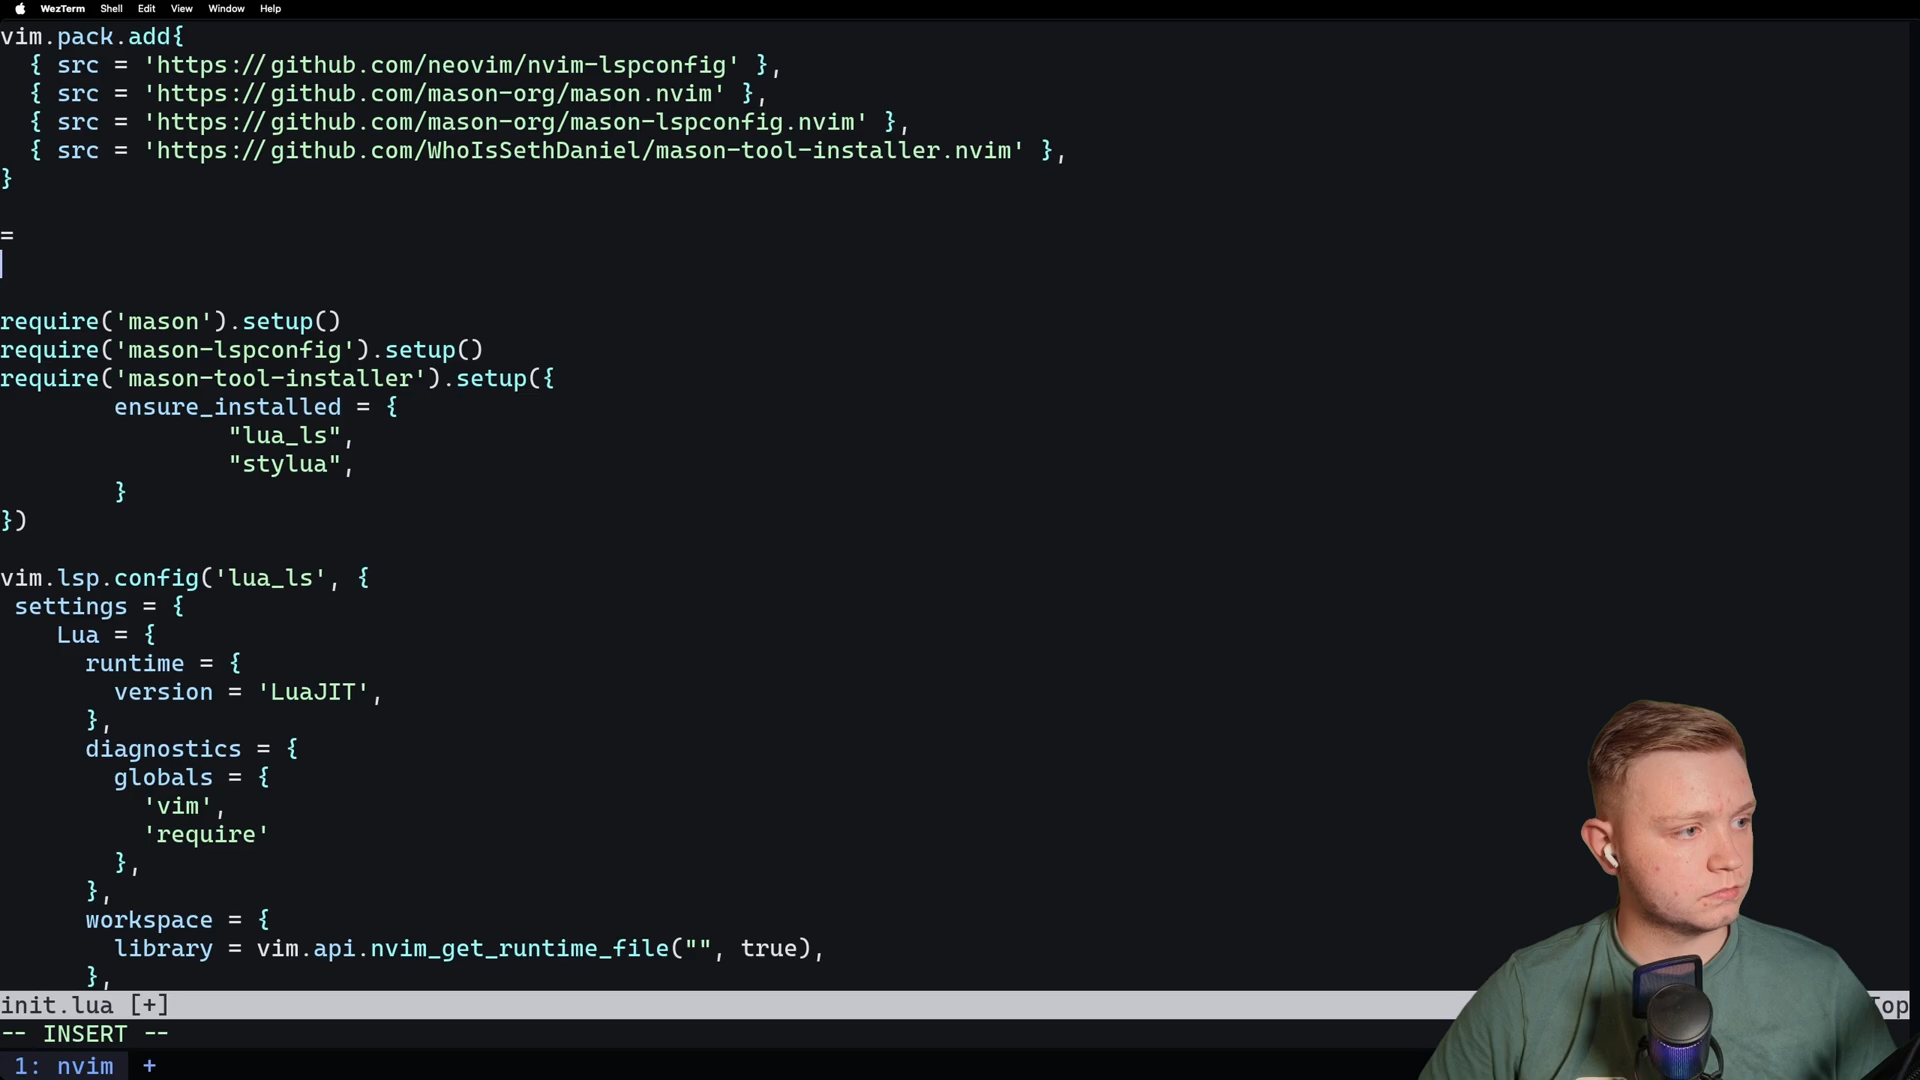 WezTerm Shell Edit View Window Help
vim.pack.add{
  { src = 'https://github.com/neovim/nvim-lspconfig' },
  { src = 'https://github.com/mason-org/mason.nvim' },
  { src = 'https://github.com/mason-org/mason-lspconfig.nvim' },
  { src = 'https://github.com/WhoIsSethDaniel/mason-tool-installer.nvim' },
}
=
require('mason').setup()
require('mason-lspconfig').setup()
require('mason-tool-installer').setup({
        ensure_installed = {
                "lua_ls",
                "stylua",
        }
})
vim.lsp.config('lua_ls', {
 settings = {
    Lua = {
      runtime = {
        version = 'LuaJIT',
      },
      diagnostics = {
        globals = {
          'vim',
          'require'
        },
      },
      workspace = {
        library = vim.api.nvim_get_runtime_file("", true),
      },
init.lua [+] Top
-- INSERT --
1: nvim +